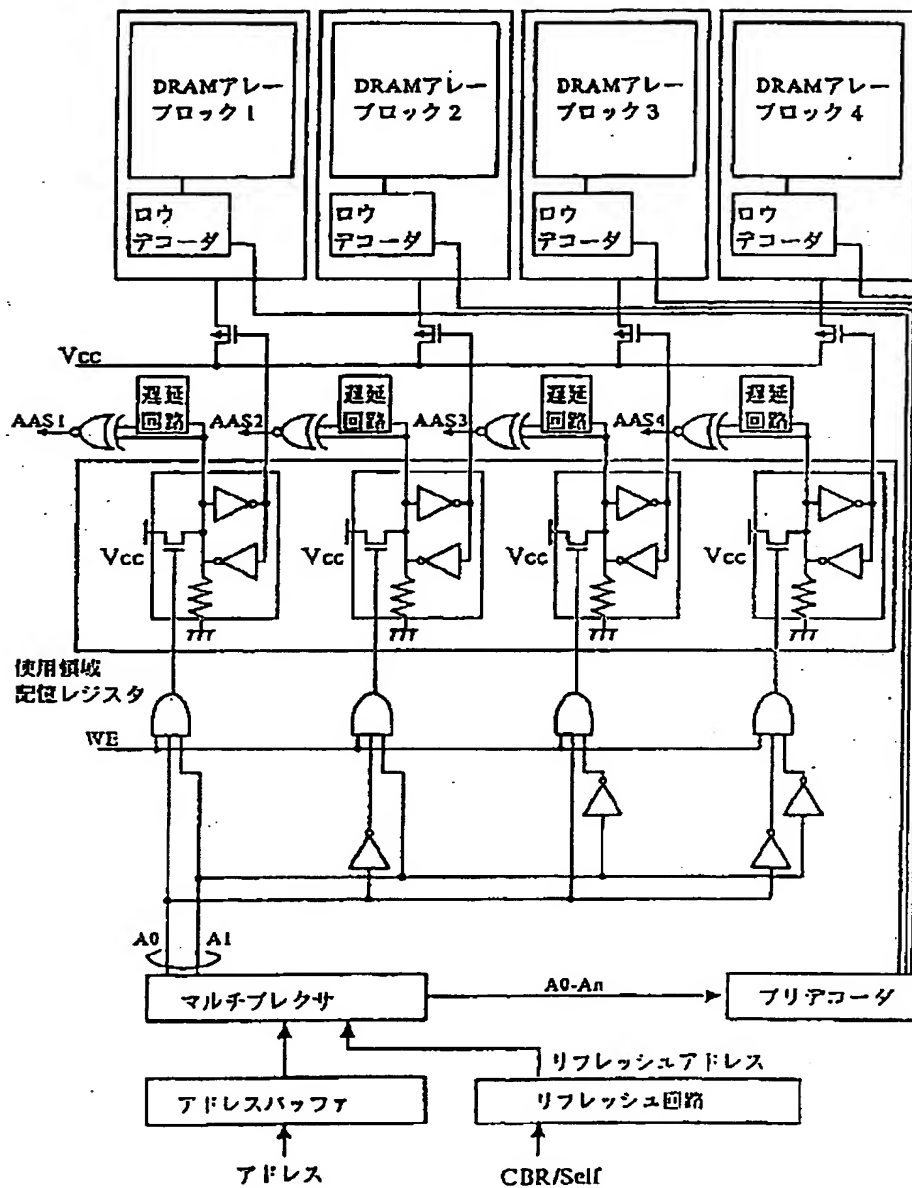 DRAMアレー
ブロック1
DRAMアレー
ブロック2
DRAMアレー
ブロック3
DRAMアレー
ブロック4
ロウ
デコーダ
ロウ
デコーダ
ロウ
デコーダ
ロウ
デコーダ
Vcc
遅延
回路
遅延
回路
遅延
回路
遅延
回路
AAS1
AAS2
AAS3
AAS4
Vcc
Vcc
Vcc
Vcc
使用領域
記憶レジスタ
WE
A0
A1
マルチプレクサ
A0-An
プリデコーダ
リフレッシュアドレス
アドレスバッファ
リフレッシュ回路
アドレス
CBR/Self